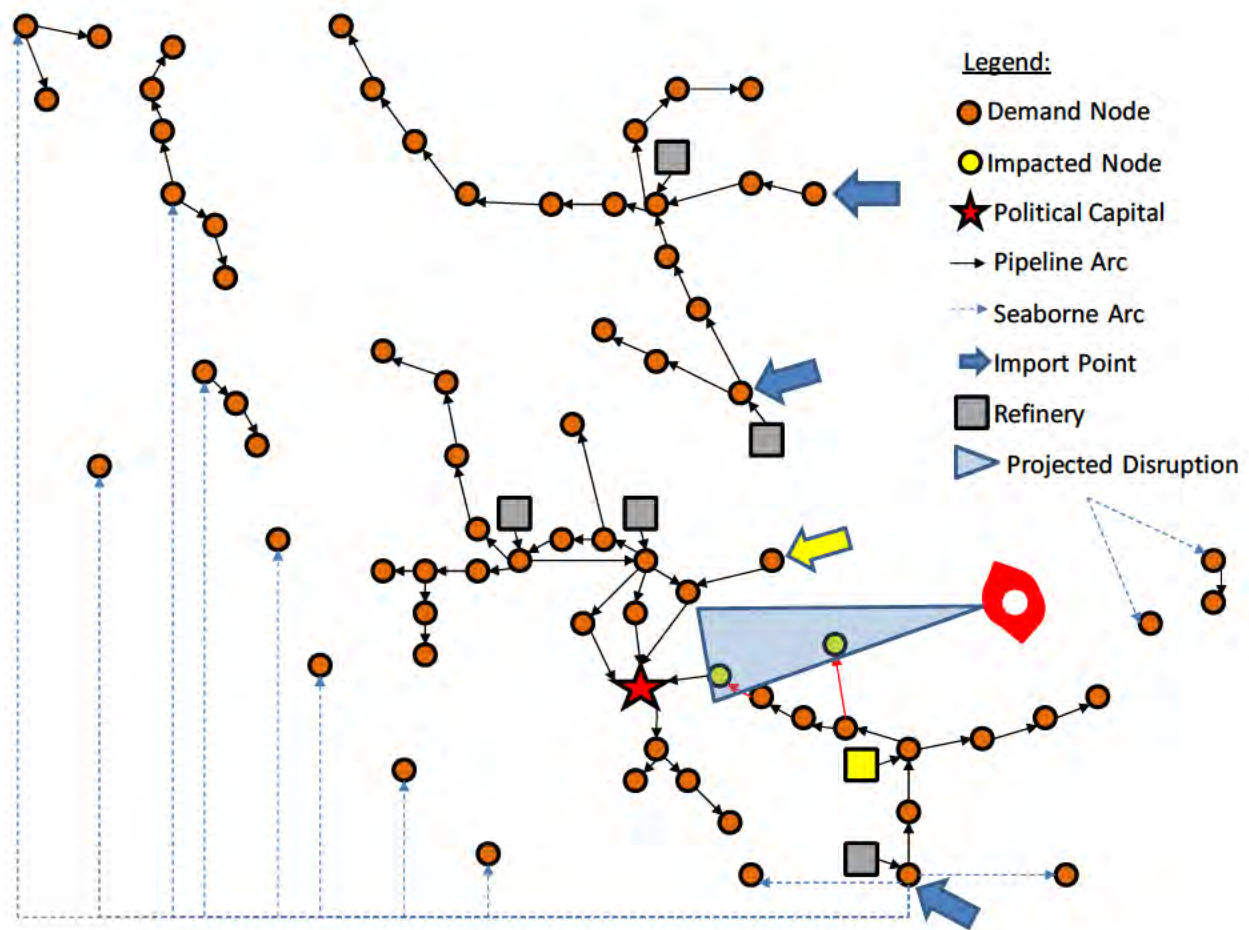 Legend:
Demand Node
Impacted Node
Political Capital
Pipeline Arc
Seaborne Arc
Import Point
Refinery
Projected Disruption